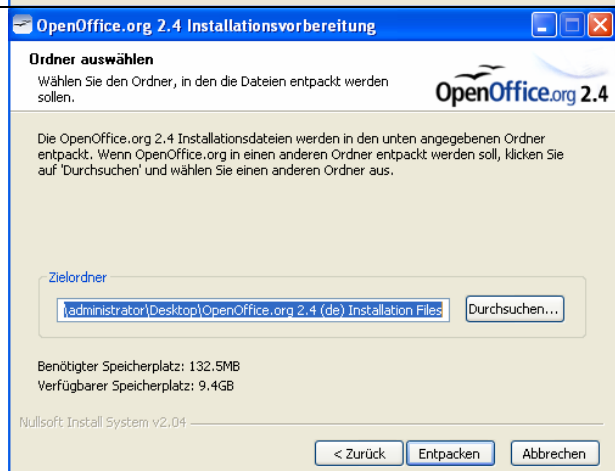 OpenOffice.org 2.4 Installationsvorbereitung
Ordner auswählen
Wählen Sie den Ordner, in den die Dateien entpackt werden
sollen.
OpenOffice.org 2.4
Die OpenOffice.org 2.4 Installationsdateien werden in den unten angegebenen Ordner
entpackt. Wenn OpenOffice.org in einen anderen Ordner entpackt werden soll, klicken Sie
auf 'Durchsuchen' und wählen Sie einen anderen Ordner aus.
Zielordner
\administrator\Desktop\OpenOffice.org 2.4 (de) Installation Files
Durchsuchen...
Benötigter Speicherplatz: 132.5MB
Verfügbarer Speicherplatz: 9.4GB
Nullsoft Install System v2.04
< Zurück
Entpacken
Abbrechen